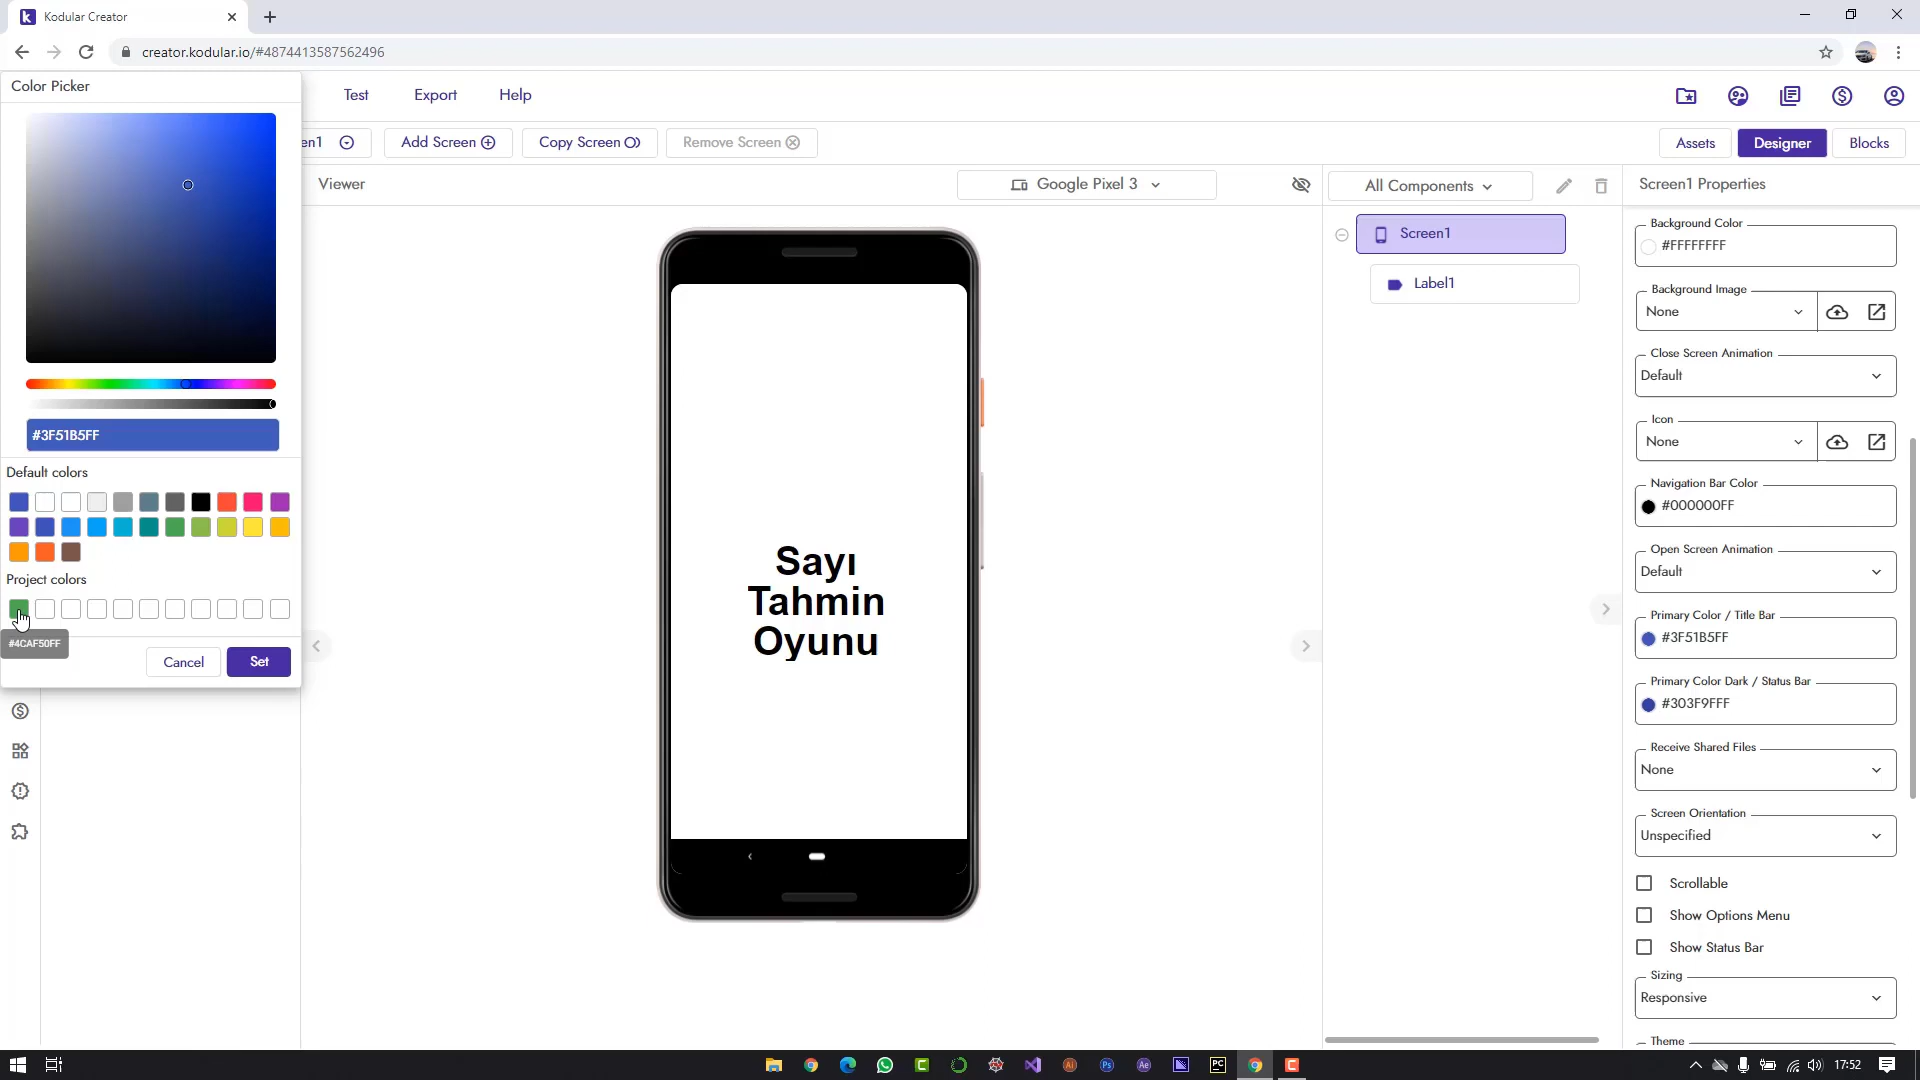 Kodular Creator
creator.kodular.io/#4874413587562496
Color Picker
Test
Export
Help
en1
Add Screen
Copy Screen
Remove Screen
Assets
Designer
Blocks
Viewer
Google Pixel 3
All Components
Screen1 Properties
Screen1
Label1
Background Color
#FFFFFFFF
Background Image
None
Close Screen Animation
Default
Icon
None
Navigation Bar Color
#000000FF
Open Screen Animation
Default
Primary Color / Title Bar
#3F51B5FF
Primary Color Dark / Status Bar
#303F9FFF
Receive Shared Files
None
Screen Orientation
Unspecified
Scrollable
Show Options Menu
Show Status Bar
Sizing
Responsive
Theme
#3F51B5FF
Default colors
Project colors
#4CAF50FF
Cancel
Set
Sayı
Tahmin
Oyunu
Ai
Ps
Ae
PC
17:52